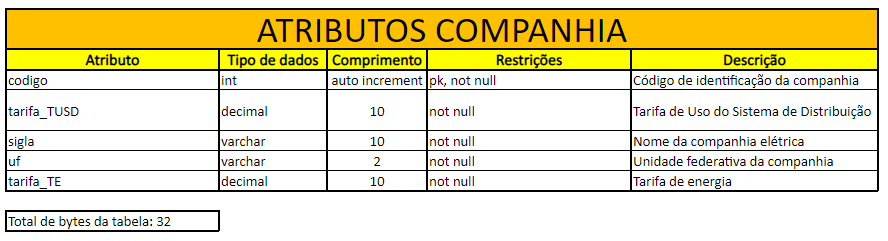 ATRIBUTOS COMPANHIA
Atributo Tipo de dados Comprimento Restrições Descrição
codigo int auto increment pk, not null Código de identificação da companhia
tarifa_TUSD decimal 10 not null Tarifa de Uso do Sistema de Distribuição
sigla varchar 10 not null Nome da companhia elétrica
uf varchar 2 not null Unidade federativa da companhia
tarifa_TE decimal 10 not null Tarifa de energia
Total de bytes da tabela: 32